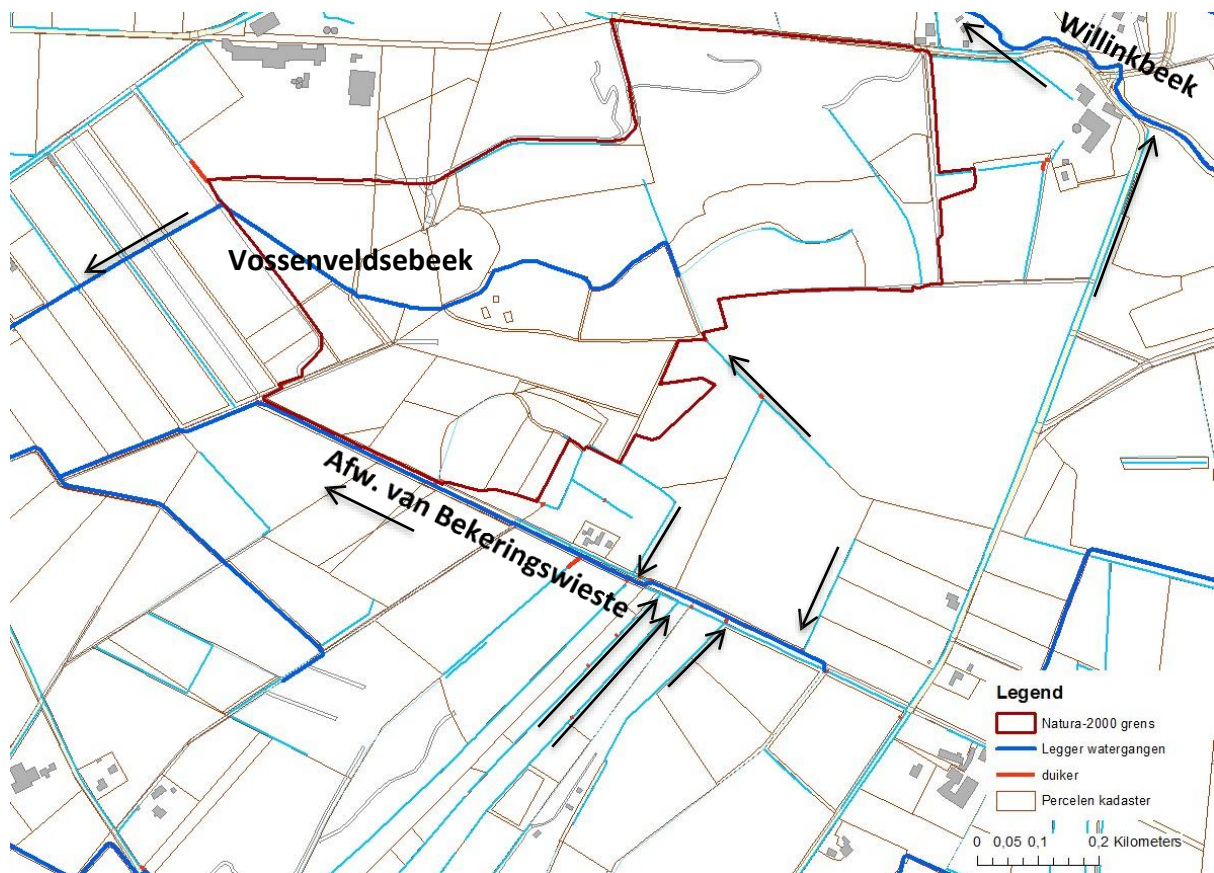 Willinkbeek
Vossenveldsebeek
Afw. van Bekeringswieste
Legend
Natura-2000 grens
Legger watergangen
duiker
Percelen kadaster
0 0,05 0,1 0,2 Kilometers